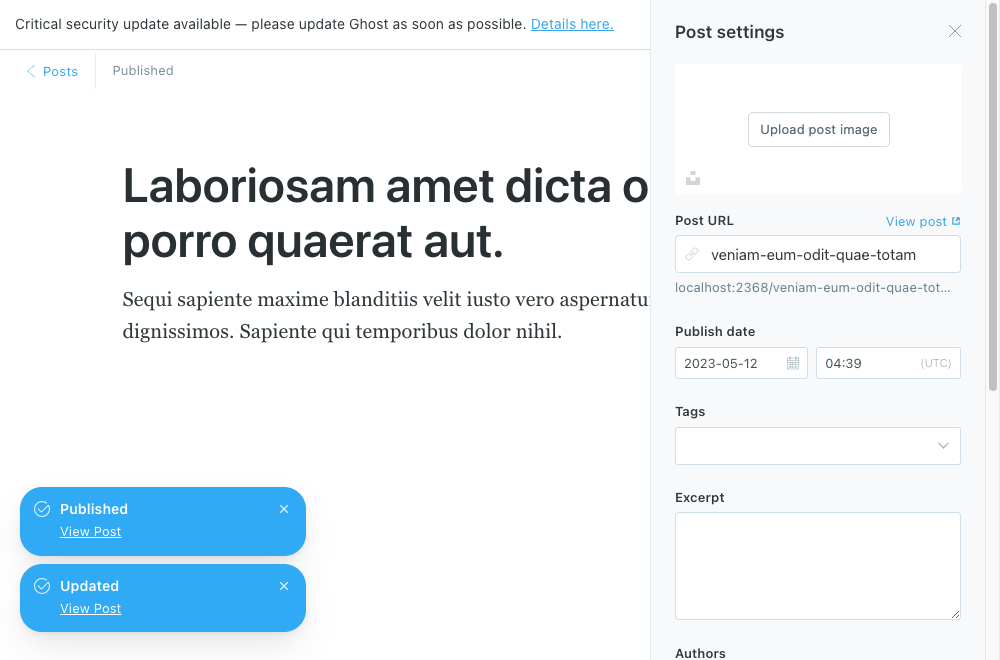 Critical security update available — please update Ghost as soon as possible. Details here.
Posts
Published
Laboriosam amet dicta o
porro quaerat aut.
Sequi sapiente maxime blanditiis velit iusto vero aspernatu
dignissimos. Sapiente qui temporibus dolor nihil.
Published
View Post
Updated
View Post
Post settings
Upload post image
Post URL
View post
veniam-eum-odit-quae-totam
localhost:2368/veniam-eum-odit-quae-tot...
Publish date
2023-05-12
04:39 (UTC)
Tags
Excerpt
Authors